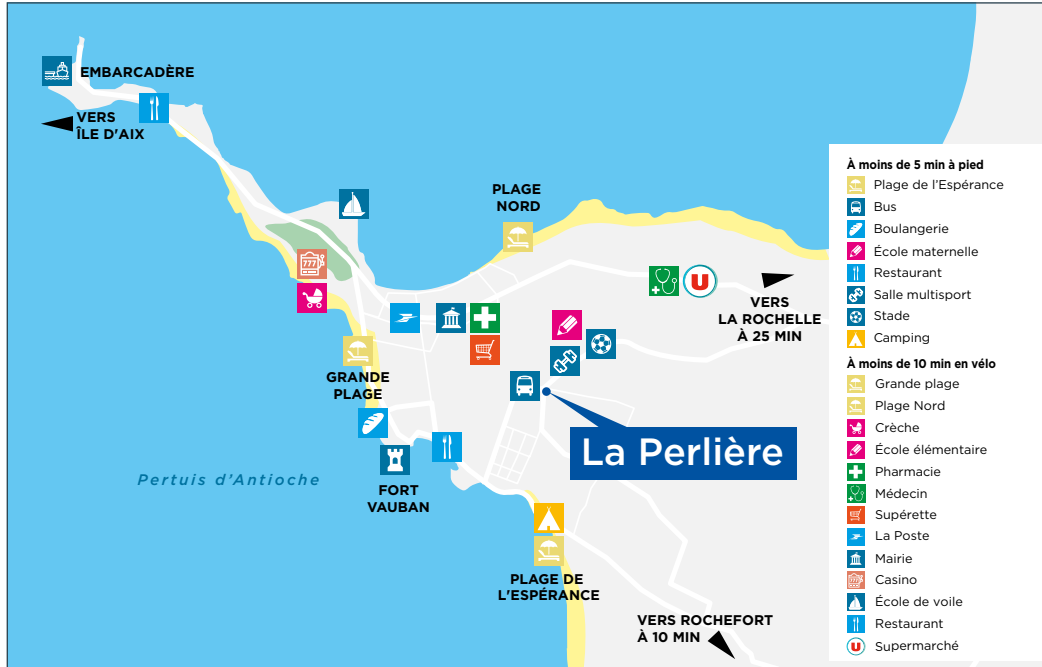 EMBARCADÈRE
VERS
ÎLE D'AIX
PLAGE
NORD
777
U
VERS
LA ROCHELLE
À 25 MIN
GRANDE
PLAGE
La Perlière
Pertuis d'Antioche
FORT
VAUBAN
PLAGE DE
L'ESPÉRANCE
VERS ROCHEFORT
À 10 MIN
À moins de 5 min à pied
Plage de l'Espérance
Bus
Boulangerie
École maternelle
Restaurant
Salle multisport
Stade
Camping
À moins de 10 min en vélo
Grande plage
Plage Nord
Crèche
École élémentaire
Pharmacie
Médecin
Supérette
La Poste
Mairie
777 Casino
École de voile
Restaurant
U Supermarché